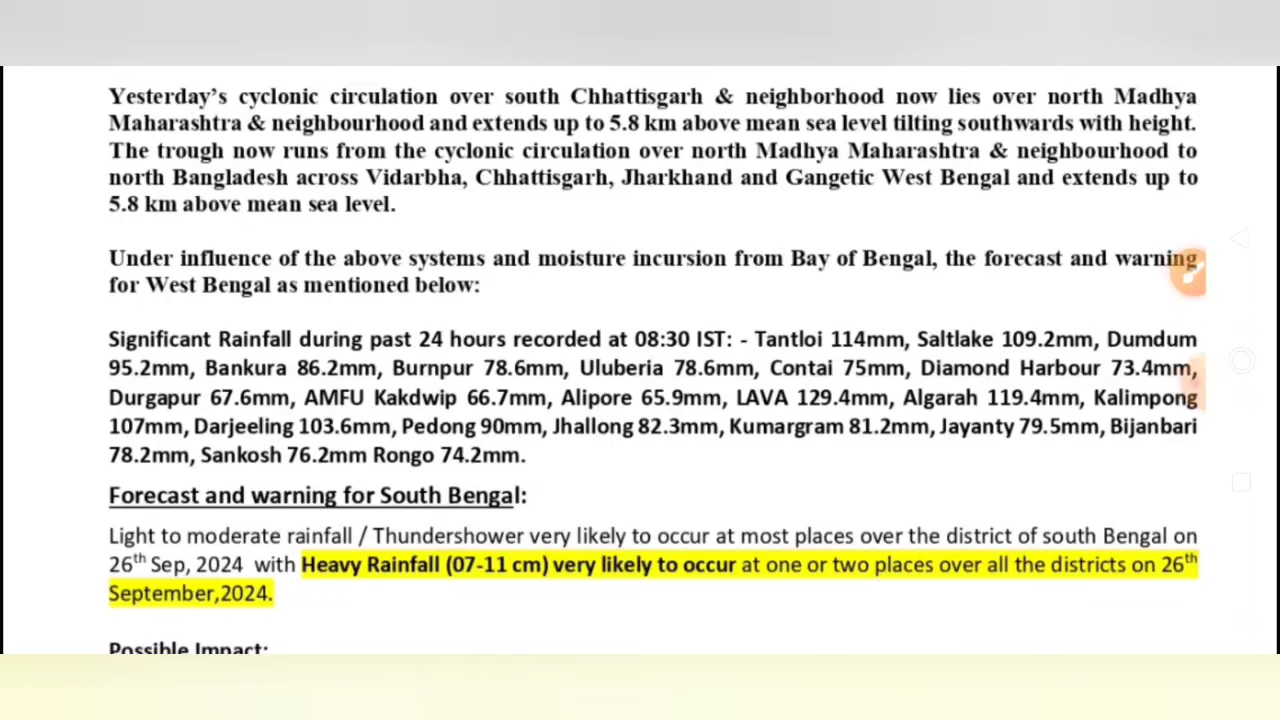 Yesterday’s cyclonic circulation over south Chhattisgarh & neighborhood now lies over north Madhya
Maharashtra & neighbourhood and extends up to 5.8 km above mean sea level tilting southwards with height.
The trough now runs from the cyclonic circulation over north Madhya Maharashtra & neighbourhood to
north Bangladesh across Vidarbha, Chhattisgarh, Jharkhand and Gangetic West Bengal and extends up to
5.8 km above mean sea level.
Under influence of the above systems and moisture incursion from Bay of Bengal, the forecast and warning
for West Bengal as mentioned below:
Significant Rainfall during past 24 hours recorded at 08:30 IST: - Tantloi 114mm, Saltlake 109.2mm, Dumdum
95.2mm, Bankura 86.2mm, Burnpur 78.6mm, Uluberia 78.6mm, Contai 75mm, Diamond Harbour 73.4mm,
Durgapur 67.6mm, AMFU Kakdwip 66.7mm, Alipore 65.9mm, LAVA 129.4mm, Algarah 119.4mm, Kalimpong
107mm, Darjeeling 103.6mm, Pedong 90mm, Jhallong 82.3mm, Kumargram 81.2mm, Jayanty 79.5mm, Bijanbari
78.2mm, Sankosh 76.2mm Rongo 74.2mm.
Forecast and warning for South Bengal:
Light to moderate rainfall / Thundershower very likely to occur at most places over the district of south Bengal on
26th Sep, 2024 with Heavy Rainfall (07-11 cm) very likely to occur at one or two places over all the districts on 26th
September,2024.
Possible Impact: